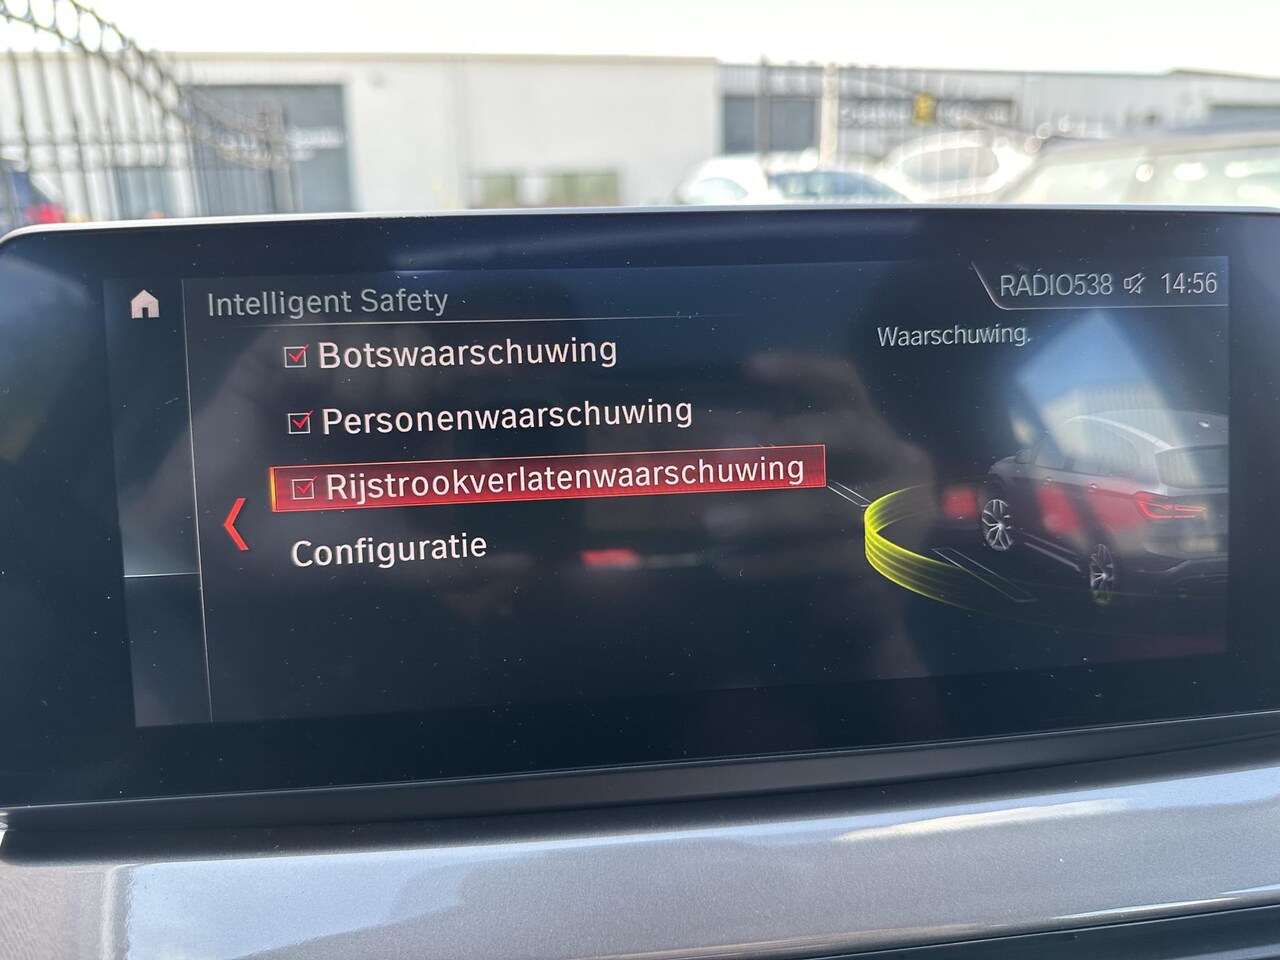 Intelligent Safety
RADIO538 14:56
Botswaarschuwing
Waarschuwing.
Personenwaarschuwing
Rijstrookverlatenwaarschuwing
Configuratie